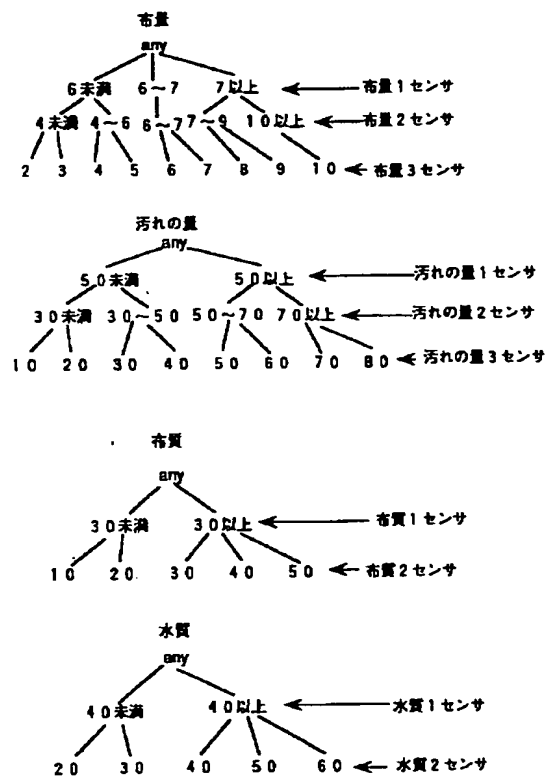 布量
any
6未満 6～7 7以上 布量1センサ
4未満 4～6 6～7 7～9 10以上 布量2センサ
2 3 4 5 6 7 8 9 10 布量3センサ
汚れの量
any
50未満 50以上 汚れの量1センサ
30未満 30～50 50～70 70以上 汚れの量2センサ
10 20 30 40 50 60 70 80 汚れの量3センサ
布質
any
30未満 30以上 布質1センサ
10 20 30 40 50 布質2センサ
水質
any
40未満 40以上 水質1センサ
20 30 40 50 60 水質2センサ